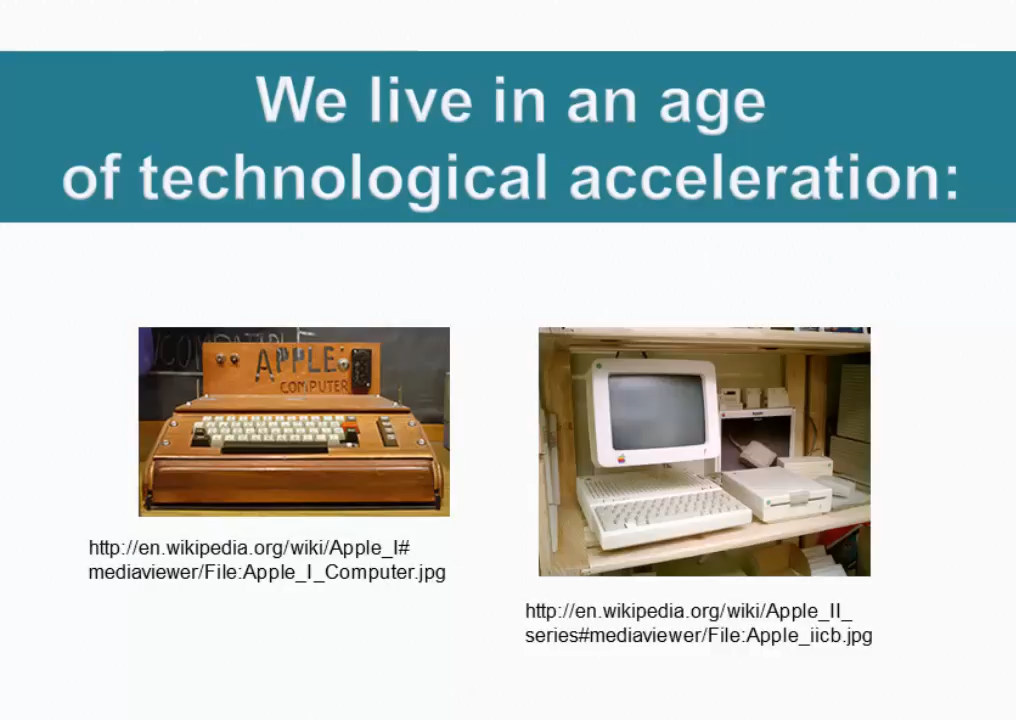 We live in an age
of technological acceleration:
APPLE
COMPUTER
http://en.wikipedia.org/wiki/Apple_I#
mediaviewer/File:Apple_I_Computer.jpg
http://en.wikipedia.org/wiki/Apple_II_
series#mediaviewer/File:Apple_iicb.jpg